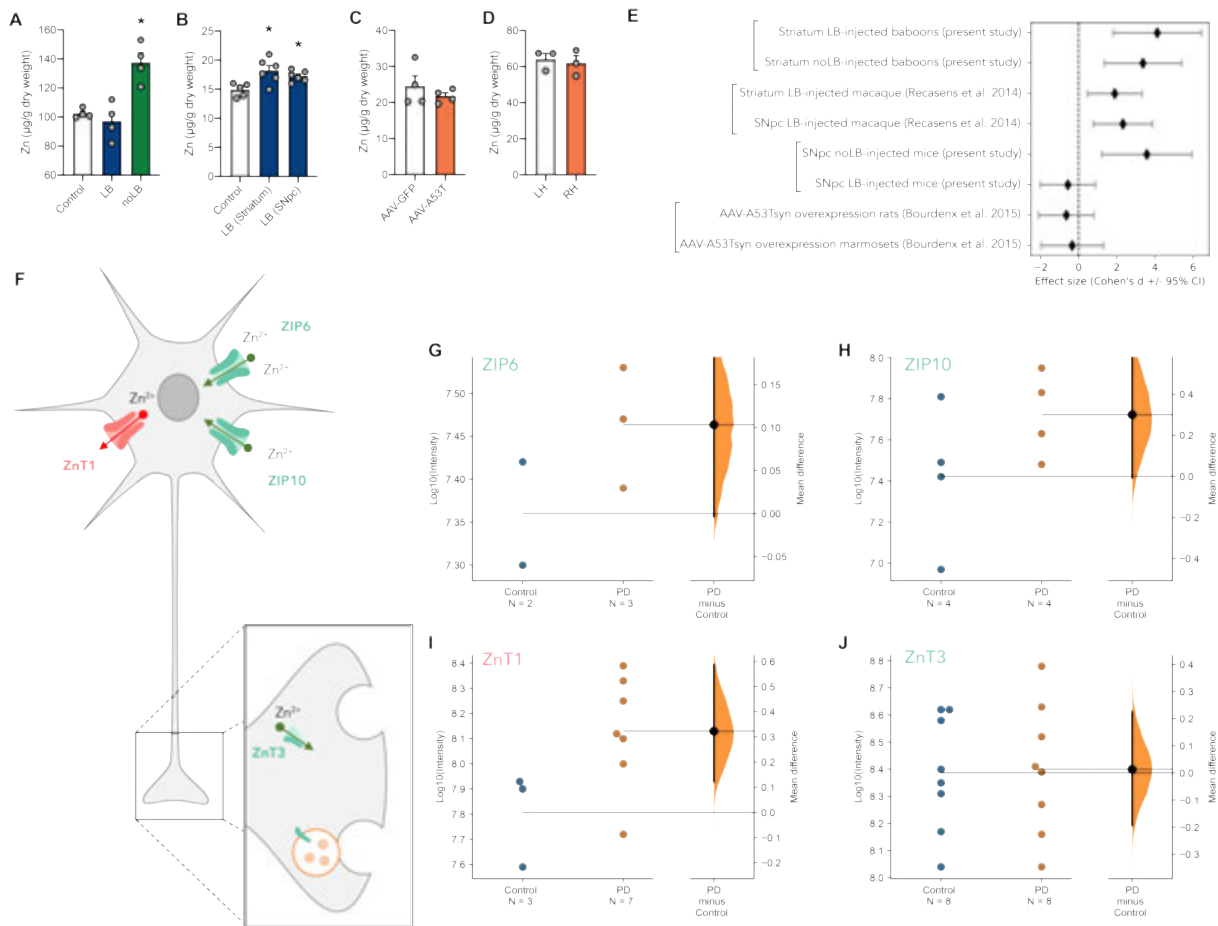 A
Zn (µg/g dry weight)
160
140
120
100
80
60
*
Control
LB
noLB
B
Zn (µg/g dry weight)
25
20
15
10
5
0
*
*
Control
LB (Striatum)
LB (SNpc)
C
Zn (µg/g dry weight)
40
30
20
10
0
AAV-GFP
AAV-A53T
D
Zn (µg/g dry weight)
80
60
40
20
0
LH
RH
E
Striatum LB-injected baboons (present study)
Striatum noLB-injected baboons (present study)
Striatum LB-injected macaque (Recasens et al. 2014)
SNpc LB-injected macaque (Recasens et al. 2014)
SNpc noLB-injected mice (present study)
SNpc LB-injected mice (present study)
AAV-A53Tsyn overexpression rats (Bourdenx et al. 2015)
AAV-A53Tsyn overexpression marmosets (Bourdenx et al. 2015)
−2 0 2 4 6
Effect size (Cohen's d +/- 95% CI)
F
ZIP6
Zn²⁺
Zn²⁺
Zn²⁺
ZnT1
Zn²⁺
ZIP10
Zn²⁺
ZnT3
G
ZIP6
Log10(Intensity)
7.50
7.45
7.40
7.35
7.30
0.15
0.10
0.05
0.00
−0.05
Mean difference
Control
N = 2
PD
N = 3
PD
minus
Control
H
ZIP10
Log10(Intensity)
8.0
7.8
7.6
7.4
7.2
7.0
0.4
0.2
0.0
−0.2
−0.4
Mean difference
Control
N = 4
PD
N = 4
PD
minus
Control
I
ZnT1
Log10(Intensity)
8.4
8.3
8.2
8.1
8.0
7.9
7.8
7.7
7.6
0.6
0.5
0.4
0.3
0.2
0.1
0.0
−0.1
−0.2
Mean difference
Control
N = 3
PD
N = 7
PD
minus
Control
J
ZnT3
Log10(Intensity)
8.8
8.7
8.6
8.5
8.4
8.3
8.2
8.1
8.0
0.4
0.3
0.2
0.1
0.0
−0.1
−0.2
−0.3
Mean difference
Control
N = 8
PD
N = 8
PD
minus
Control